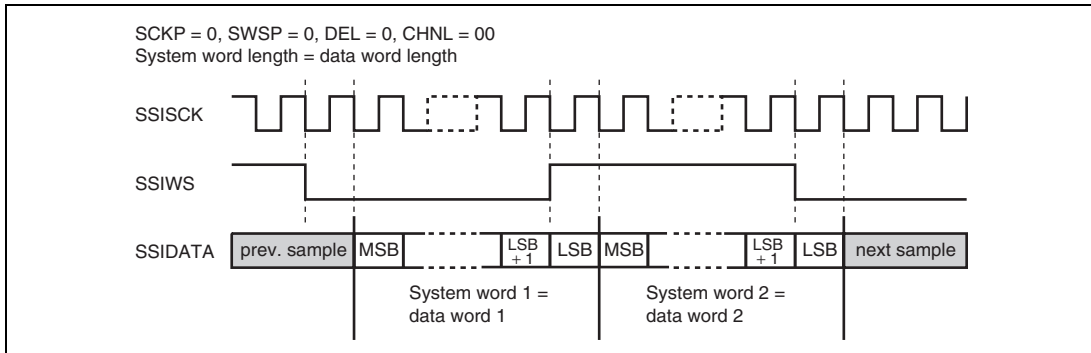 SCKP = 0, SWSP = 0, DEL = 0, CHNL = 00
System word length = data word length
SSISCK
SSIWS
SSIDATA
prev. sample
MSB
LSB
+ 1
LSB
MSB
LSB
+ 1
LSB
next sample
System word 1 =
data word 1
System word 2 =
data word 2